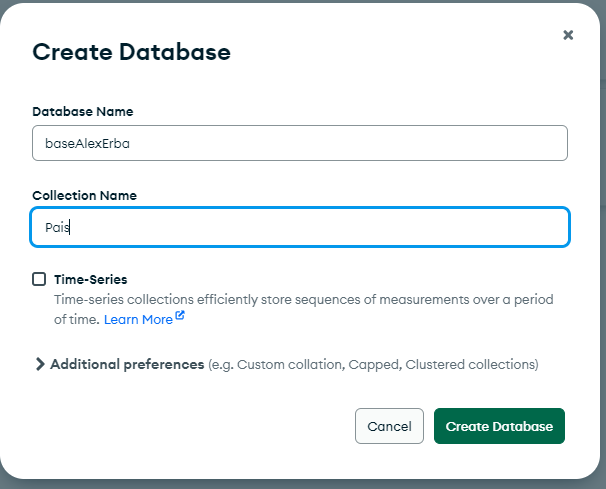 Create Database
Database Name
baseAlexErba
Collection Name
Pais
Time-Series
Time-series collections efficiently store sequences of measurements over a period
of time. Learn More
Additional preferences (e.g. Custom collation, Capped, Clustered collections)
Cancel
Create Database